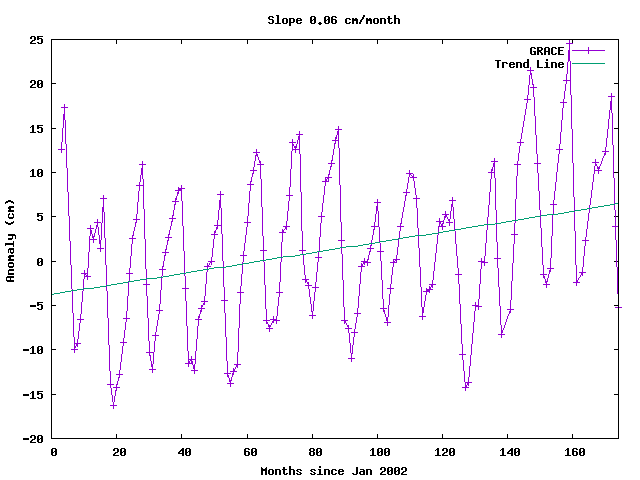 Slope 0.06 cm/month
GRACE
Trend Line
25
20
15
10
5
0
-5
-10
-15
-20
Anomaly (cm)
0 20 40 60 80 100 120 140 160
Months since Jan 2002